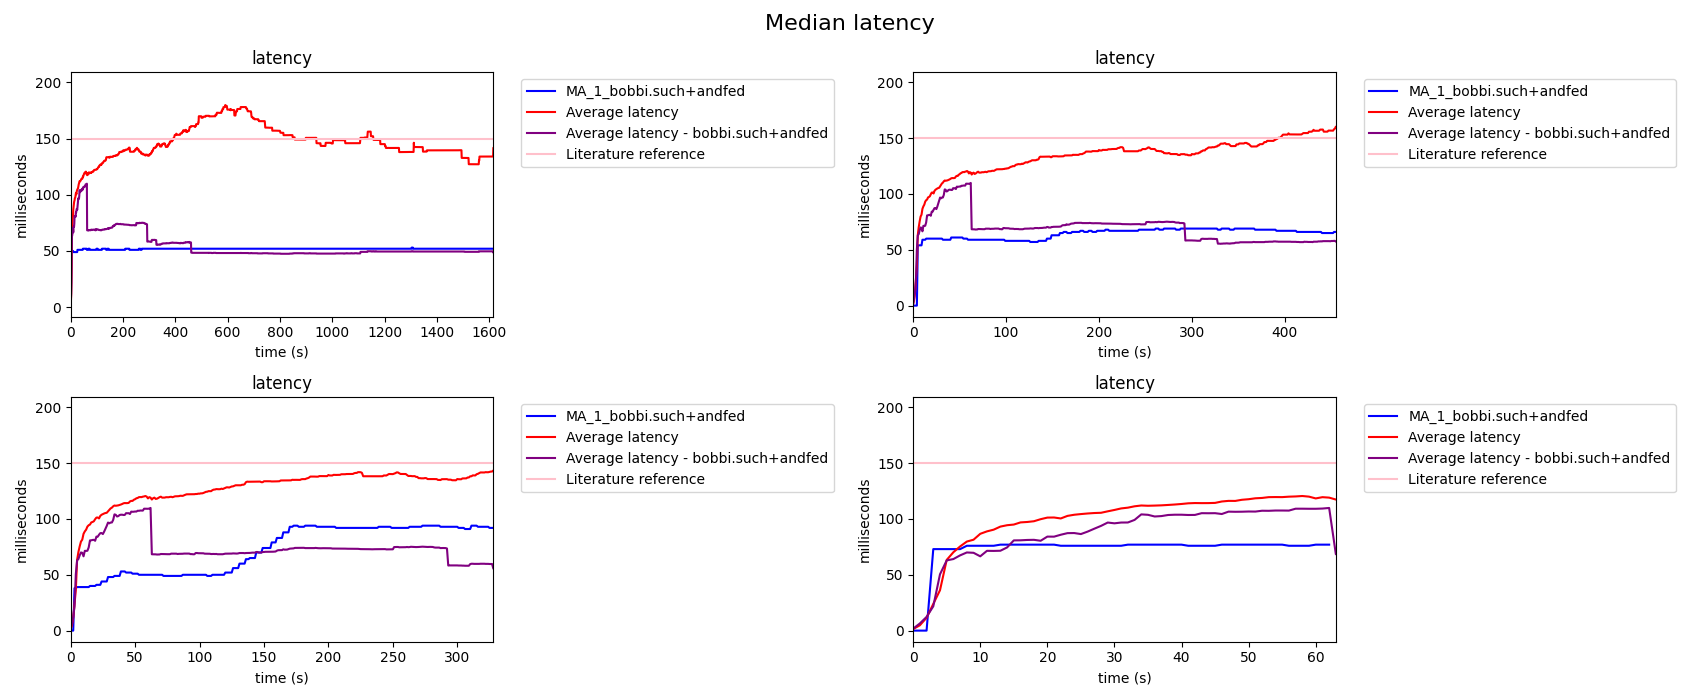 Median latency
latency
200
150
100
50
0
milliseconds
0 200 400 600 800 1000 1200 1400 1600
time (s)
MA_1_bobbi.such+andfed
Average latency
Average latency - bobbi.such+andfed
Literature reference
latency
200
150
100
50
0
milliseconds
0 100 200 300 400
time (s)
MA_1_bobbi.such+andfed
Average latency
Average latency - bobbi.such+andfed
Literature reference
latency
200
150
100
50
0
milliseconds
0 50 100 150 200 250 300
time (s)
MA_1_bobbi.such+andfed
Average latency
Average latency - bobbi.such+andfed
Literature reference
latency
200
150
100
50
0
milliseconds
0 10 20 30 40 50 60
time (s)
MA_1_bobbi.such+andfed
Average latency
Average latency - bobbi.such+andfed
Literature reference